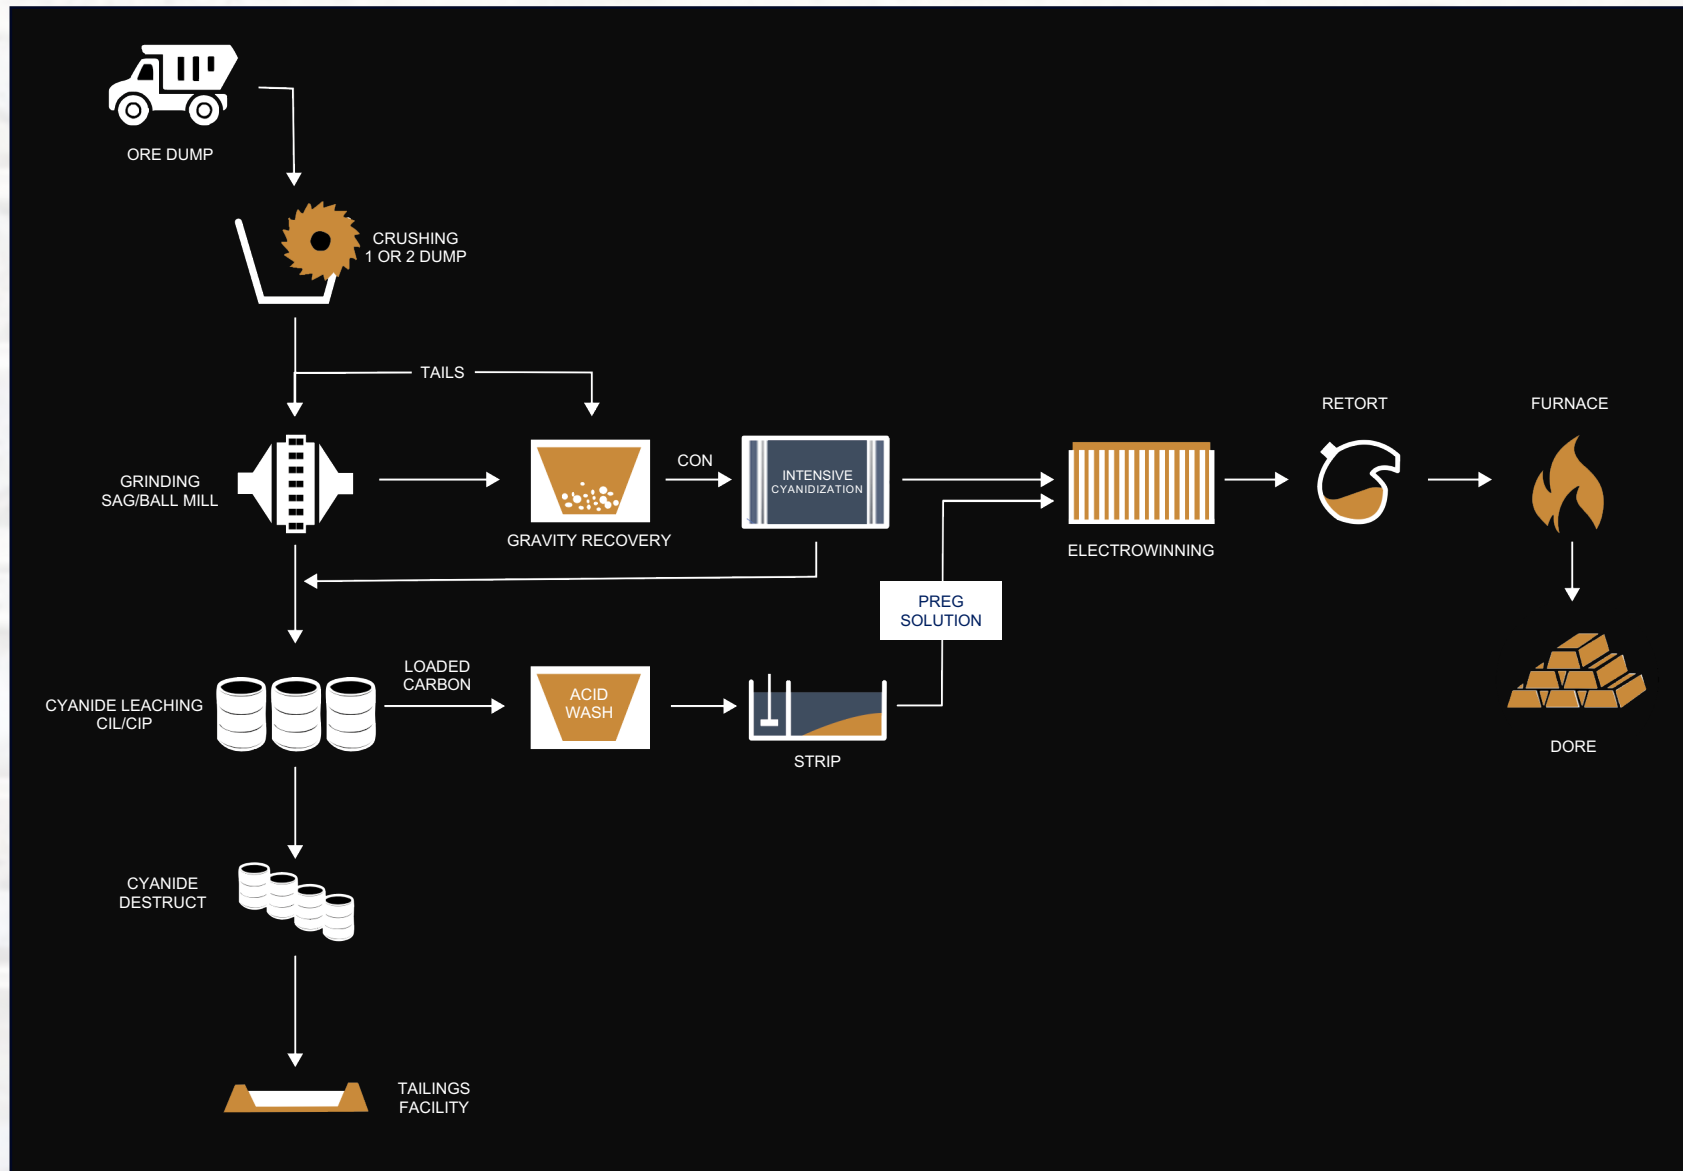 ORE DUMP
CRUSHING
1 OR 2 DUMP
TAILS
RETORT
FURNACE
GRINDING
SAG/BALL MILL
CON
INTENSIVE
CYANIDIZATION
GRAVITY RECOVERY
ELECTROWINNING
PREG
SOLUTION
LOADED
CARBON
CYANIDE LEACHING
CIL/CIP
ACID
WASH
STRIP
DORE
CYANIDE
DESTRUCT
TAILINGS
FACILITY